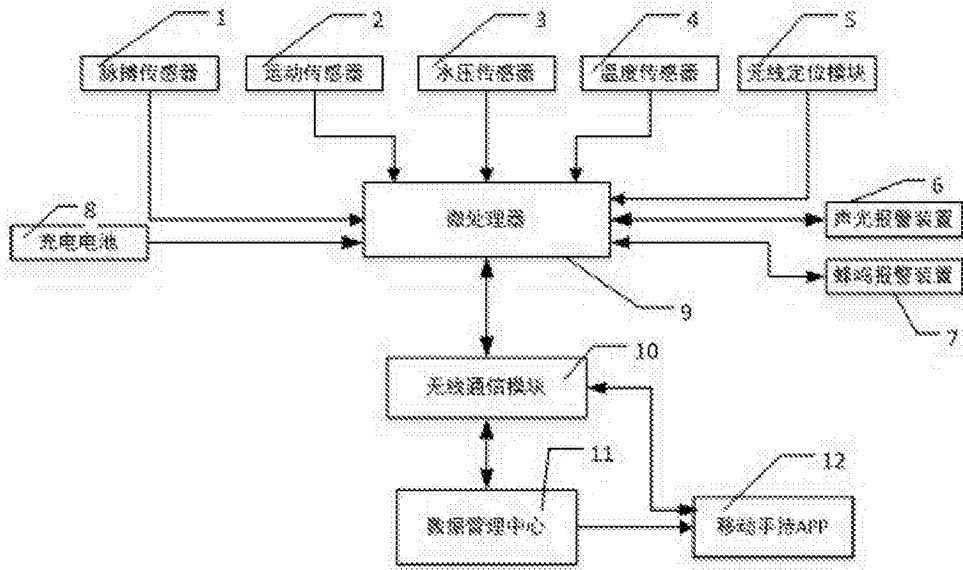 1
2
3
4
5
脉搏传感器
运动传感器
水压传感器
温度传感器
无线定位模块
6
8
微处理器
声光报警装置
充电电池
蜂鸣报警装置
9
7
10
无线通信模块
11
12
数据管理中心
移动手持APP